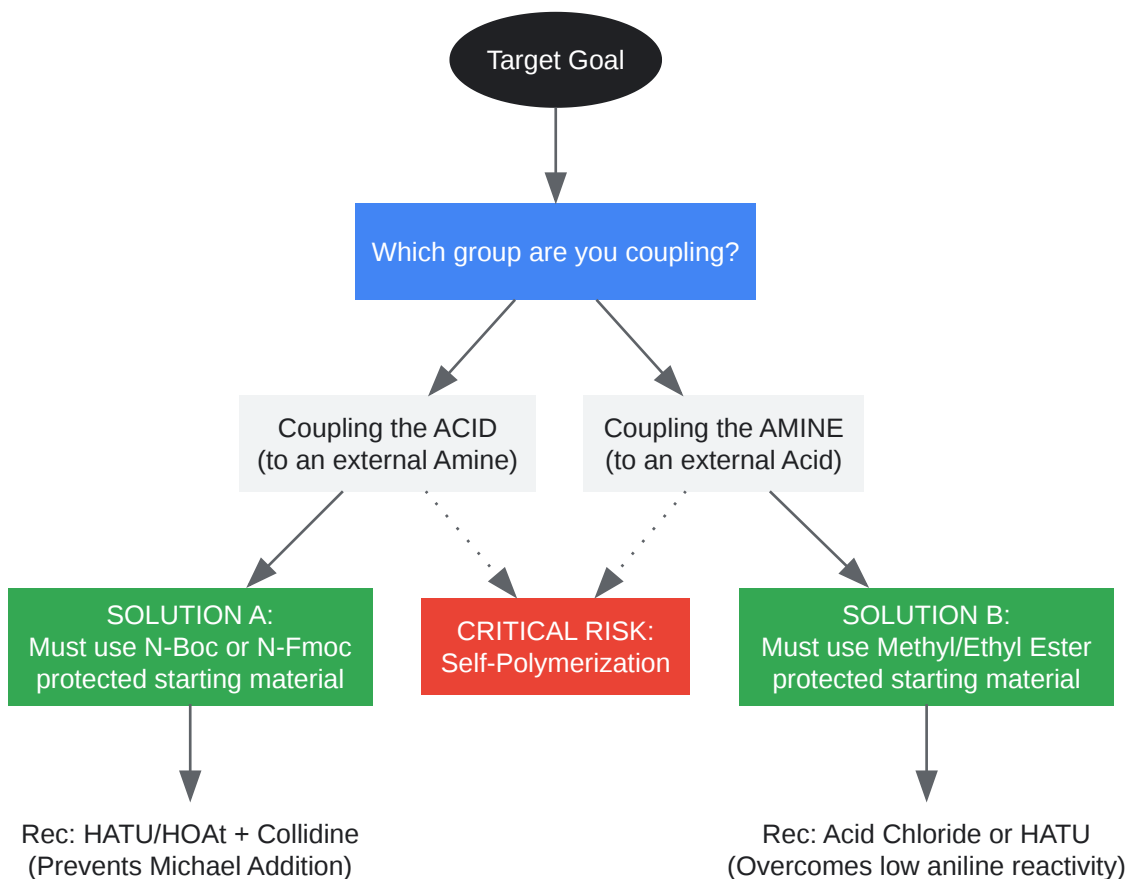 Target Goal
Which group are you coupling?
Coupling the ACID
(to an external Amine)
Coupling the AMINE
(to an external Acid)
SOLUTION A:
Must use N-Boc or N-Fmoc
protected starting material
CRITICAL RISK:
Self-Polymerization
SOLUTION B:
Must use Methyl/Ethyl Ester
protected starting material
Rec: HATU/HOAt + Collidine
(Prevents Michael Addition)
Rec: Acid Chloride or HATU
(Overcomes low aniline reactivity)